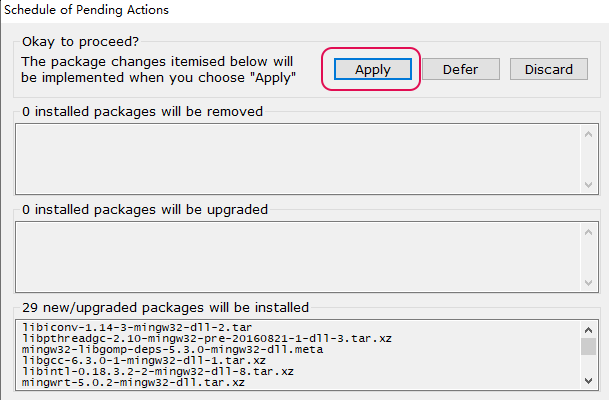 Schedule of Pending Actions
Okay to proceed?
The package changes itemised below will
be implemented when you choose "Apply"
Apply
Defer
Discard
0 installed packages will be removed
0 installed packages will be upgraded
29 new/upgraded packages will be installed
libiconv-1.14-3-mingw32-dll-2.tar
libpthreadgc-2.10-mingw32-pre-20160821-1-dll-3.tar.xz
mingw32-libgomp-deps-5.3.0-mingw32-dll.meta
libgcc-6.3.0-1-mingw32-dll-1.tar.xz
libintl-0.18.3.2-2-mingw32-dll-8.tar.xz
mingwrt-5.0.2-mingw32-dll.tar.xz